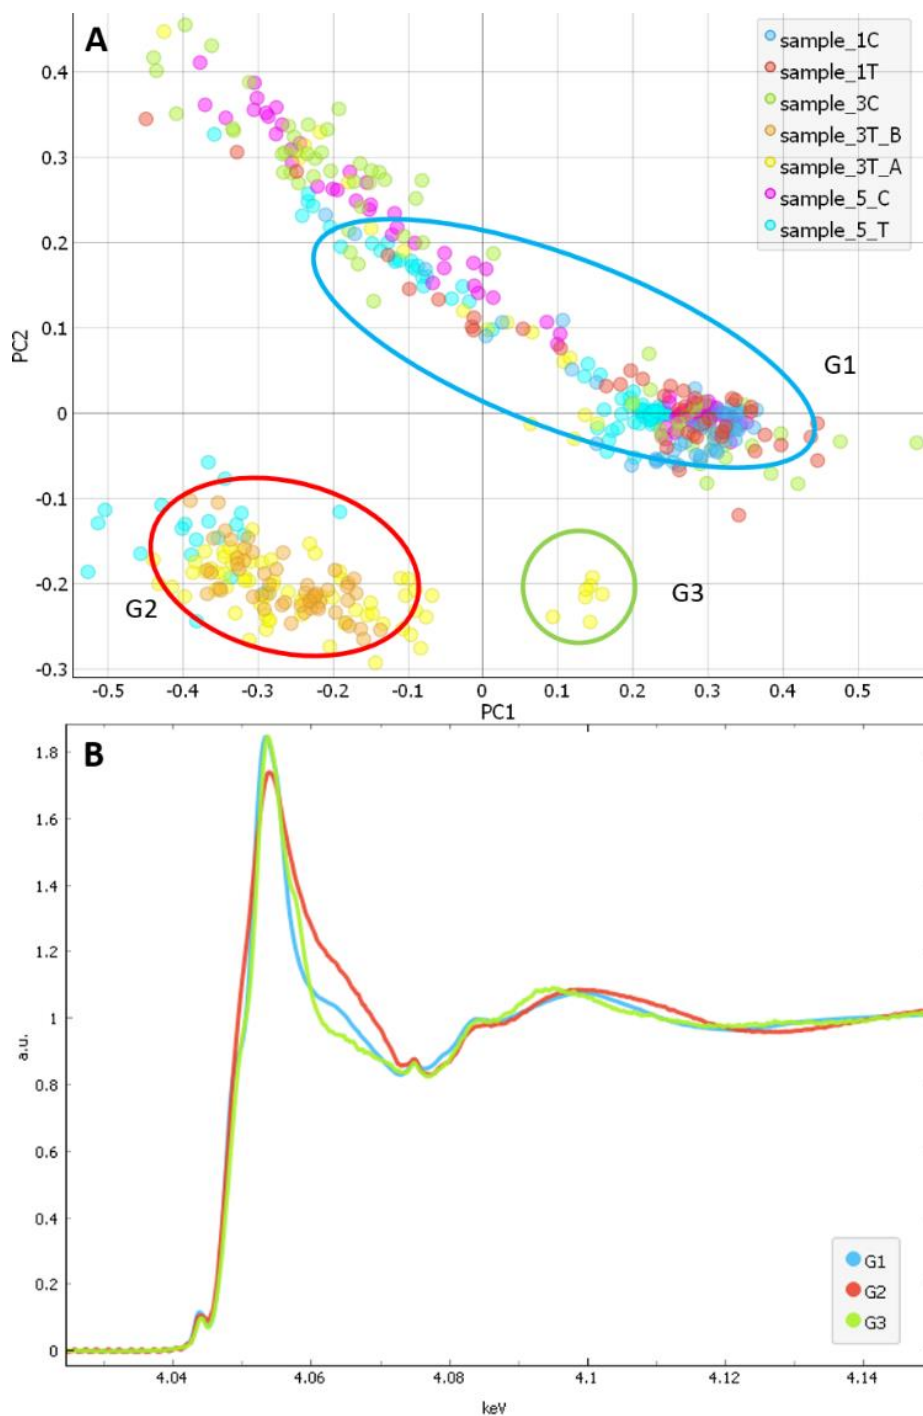 A
sample_1C
sample_1T
sample_3C
sample_3T_B
sample_3T_A
sample_5_C
sample_5_T
0.4
0.3
0.2
0.1
0
-0.1
-0.2
-0.3
PC2
G1
G2
G3
-0.5 -0.4 -0.3 -0.2 -0.1 0 0.1 0.2 0.3 0.4 0.5
PC1
B
1.8
1.6
1.4
1.2
1
0.8
0.6
0.4
0.2
0
a.u.
G1
G2
G3
4.04 4.06 4.08 4.1 4.12 4.14
keV